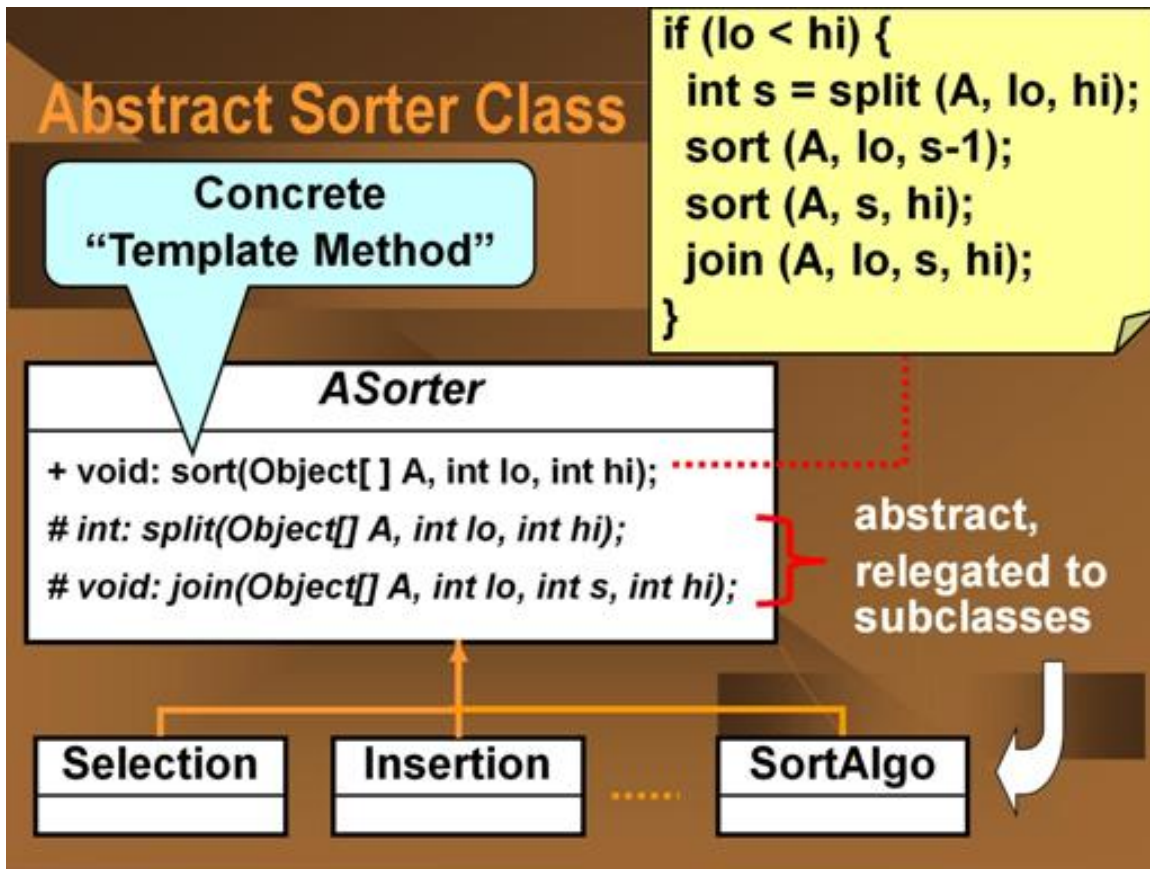 Abstract Sorter Class
if (lo < hi) {
int s = split (A, lo, hi);
sort (A, lo, s-1);
sort (A, s, hi);
join (A, lo, s, hi);
}
Concrete
“Template Method”
ASorter
+ void: sort(Object[ ] A, int lo, int hi);
# int: split(Object[] A, int lo, int hi);
# void: join(Object[] A, int lo, int s, int hi);
abstract,
relegated to
subclasses
Selection
Insertion
SortAlgo